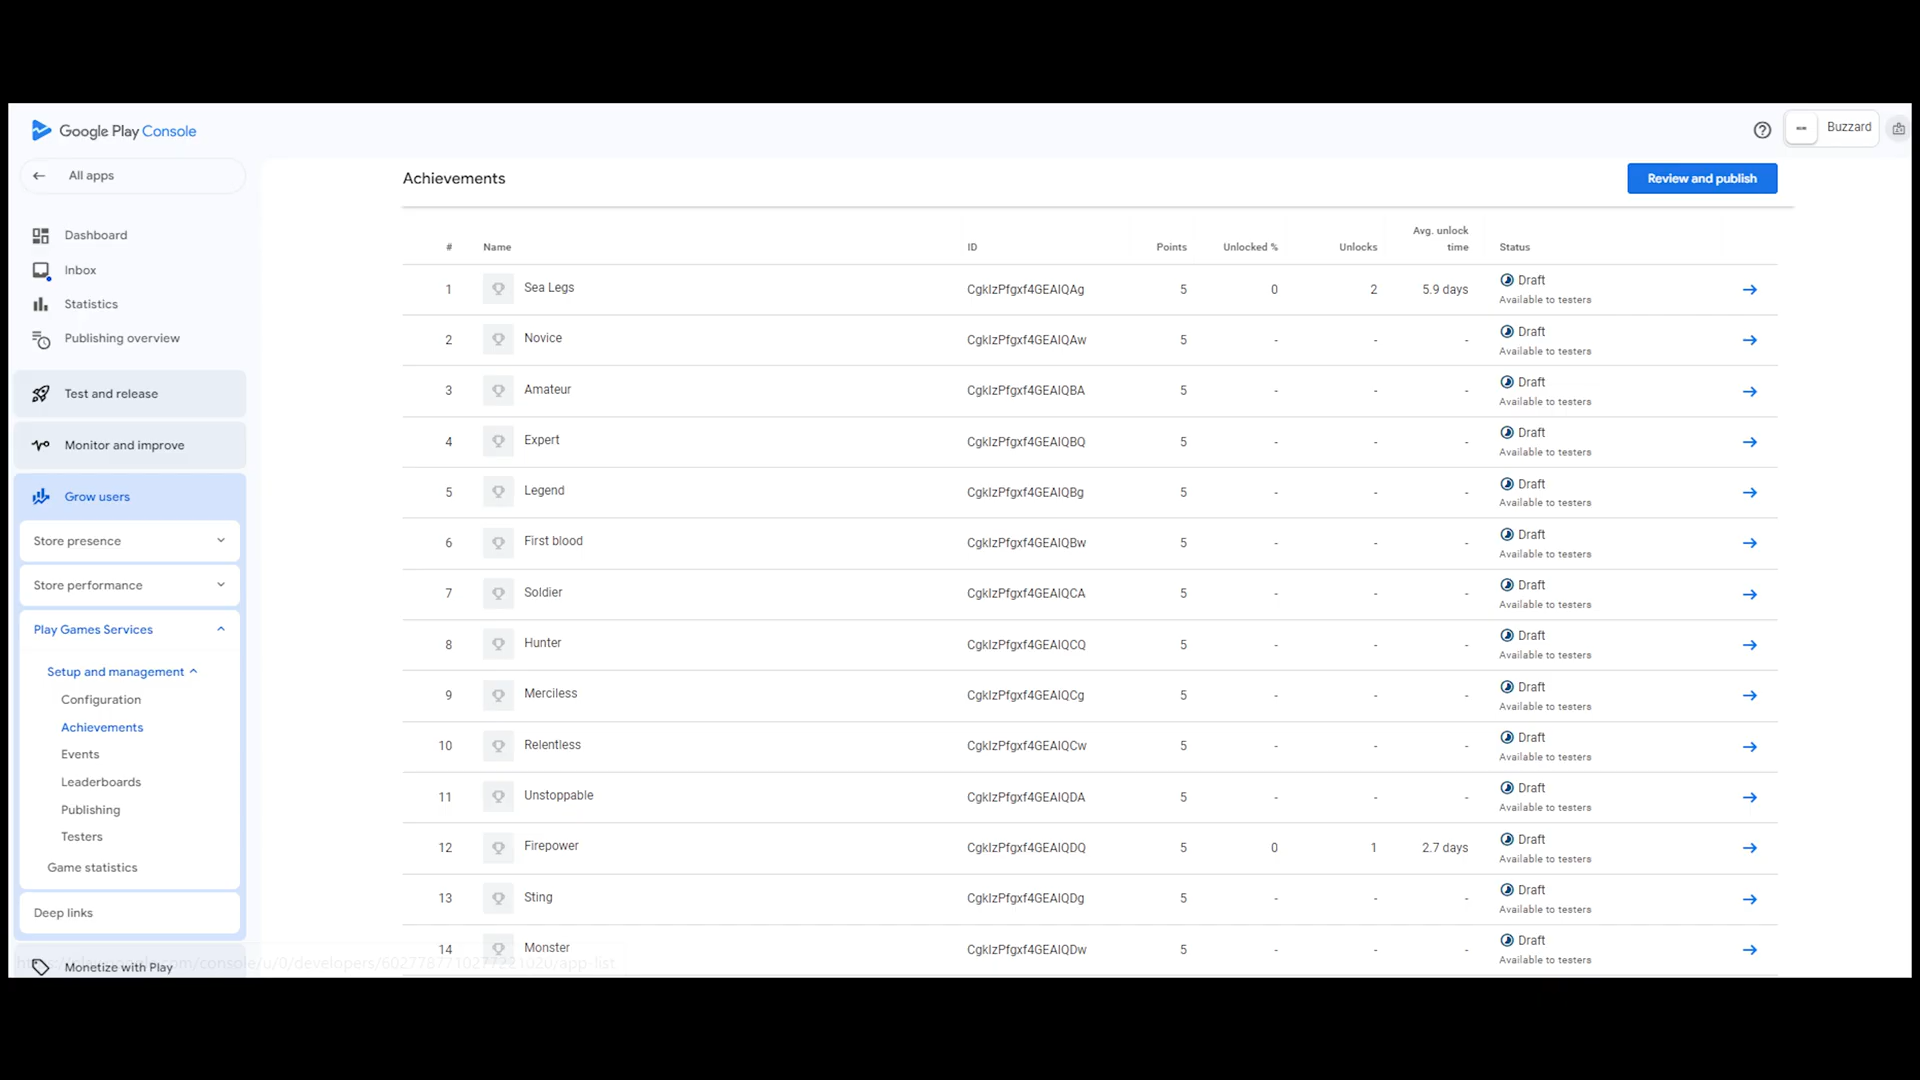 Google Play Console
Buzzard
All apps
Achievements
Review and publish
Dashboard
Inbox
Statistics
Publishing overview
Test and release
Monitor and improve
Grow users
Store presence
Store performance
Play Games Services
Setup and management
Configuration
Achievements
Events
Leaderboards
Publishing
Testers
Game statistics
Deep links
Monetize with Play
# Name ID Points Unlocked % Unlocks Avg. unlock time Status
1 Sea Legs CgkIzPfgxf4GEAIQAg 5 0 2 5.9 days Draft
Available to testers
2 Novice CgkIzPfgxf4GEAIQAw 5 - - - Draft
Available to testers
3 Amateur CgkIzPfgxf4GEAIQBA 5 - - - Draft
Available to testers
4 Expert CgkIzPfgxf4GEAIQBQ 5 - - - Draft
Available to testers
5 Legend CgkIzPfgxf4GEAIQBg 5 - - - Draft
Available to testers
6 First blood CgkIzPfgxf4GEAIQBw 5 - - - Draft
Available to testers
7 Soldier CgkIzPfgxf4GEAIQCA 5 - - - Draft
Available to testers
8 Hunter CgkIzPfgxf4GEAIQCQ 5 - - - Draft
Available to testers
9 Merciless CgkIzPfgxf4GEAIQCg 5 - - - Draft
Available to testers
10 Relentless CgkIzPfgxf4GEAIQCw 5 - - - Draft
Available to testers
11 Unstoppable CgkIzPfgxf4GEAIQDA 5 - - - Draft
Available to testers
12 Firepower CgkIzPfgxf4GEAIQDQ 5 0 1 2.7 days Draft
Available to testers
13 Sting CgkIzPfgxf4GEAIQDg 5 - - - Draft
Available to testers
14 Monster CgkIzPfgxf4GEAIQDw 5 - - - Draft
Available to testers